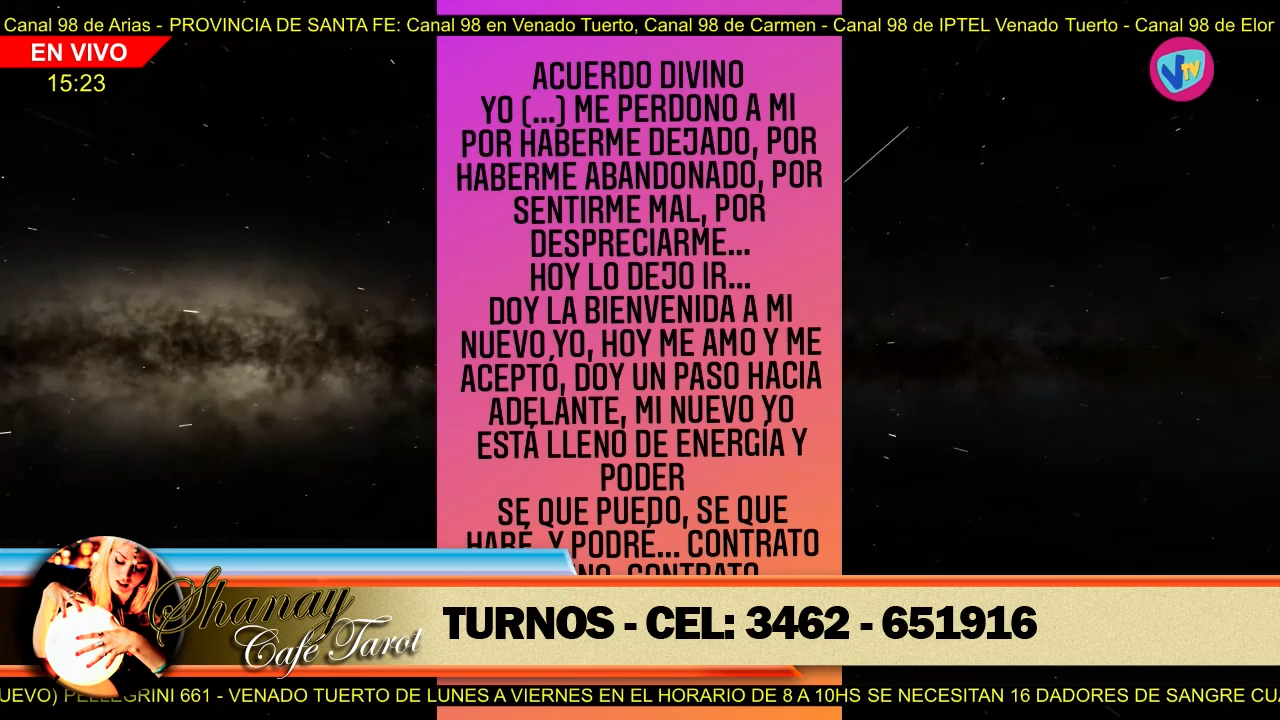 Canal 98 de Arias - PROVINCIA DE SANTA FE: Canal 98 en Venado Tuerto, Canal 98 de Carmen - Canal 98 de IPTEL Venado Tuerto - Canal 98 de Elor
EN VIVO
15:23
VTV
ACUERDO DIVINO
YO (...) ME PERDONO A MI
POR HABERME DEJADO, POR
HABERME ABANDONADO, POR
SENTIRME MAL, POR
DESPRECIARME...
HOY LO DEJO IR...
DOY LA BIENVENIDA A MI
NUEVO YO, HOY ME AMO Y ME
ACEPTÓ, DOY UN PASO HACIA
ADELANTE, MI NUEVO YO
ESTÁ LLENO DE ENERGÍA Y
PODER
SE QUE PUEDO, SE QUE
HARÉ, Y PODRÉ... CONTRATO
CONTRATO
Shanay
Cafe Tarot
TURNOS - CEL: 3462 - 651916
UEVO) PELLEGRINI 661 - VENADO TUERTO DE LUNES A VIERNES EN EL HORARIO DE 8 A 10HS SE NECESITAN 16 DADORES DE SANGRE CUA